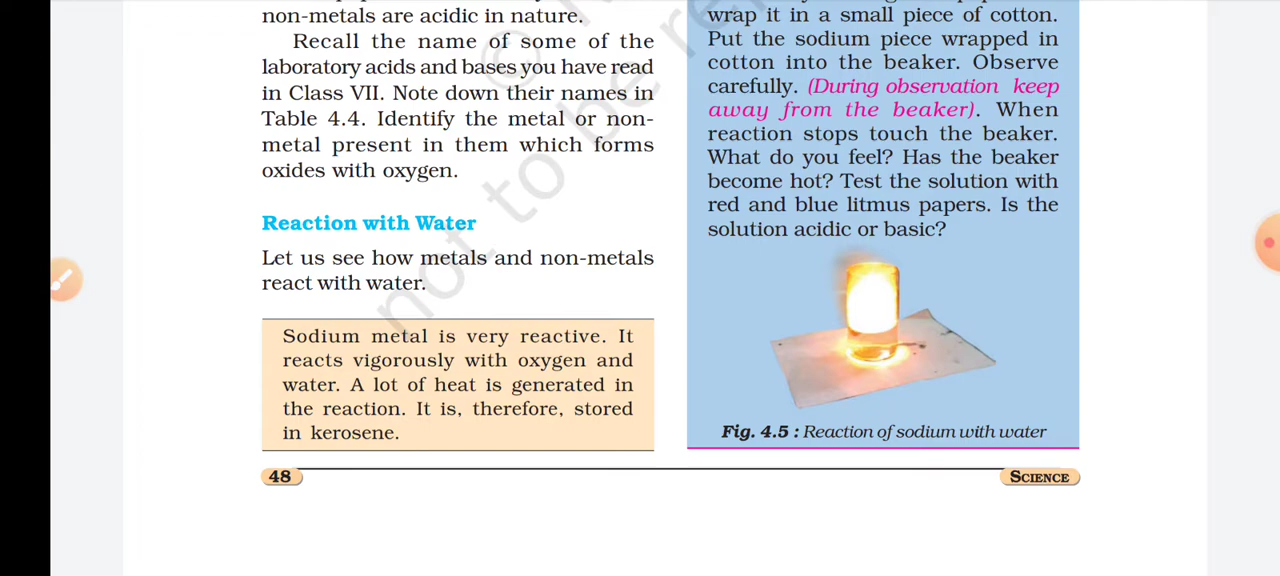 non-metals are acidic in nature.
Recall the name of some of the
laboratory acids and bases you have read
in Class VII. Note down their names in
Table 4.4. Identify the metal or non-
metal present in them which forms
oxides with oxygen.
Reaction with Water
Let us see how metals and non-metals
react with water.
Sodium metal is very reactive. It
reacts vigorously with oxygen and
water. A lot of heat is generated in
the reaction. It is, therefore, stored
in kerosene.
wrap it in a small piece of cotton.
Put the sodium piece wrapped in
cotton into the beaker. Observe
carefully. (During observation keep
away from the beaker). When
reaction stops touch the beaker.
What do you feel? Has the beaker
become hot? Test the solution with
red and blue litmus papers. Is the
solution acidic or basic?
Fig. 4.5 : Reaction of sodium with water
48
SCIENCE
not to be re